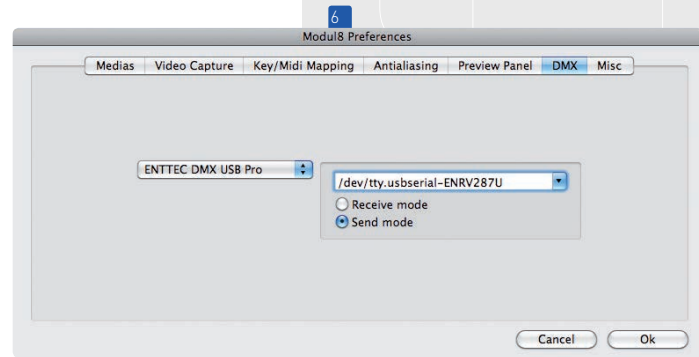 6
Modul8 Preferences
Medias Video Capture Key/Midi Mapping Antialiasing Preview Panel DMX Misc
ENTTEC DMX USB Pro
/dev/tty.usbserial-ENRV287U
Receive mode
Send mode
Cancel Ok